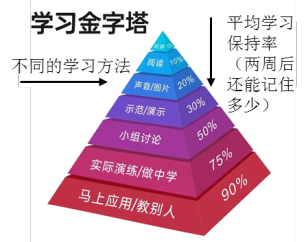 学习金字塔
平均学习
保持率
（两周后
还能记住
多少）
不同的学习方法
阅读 10%
声音/图片 20%
示范/演示 30%
小组讨论 50%
实际演练/做中学 75%
马上应用/教别人 90%